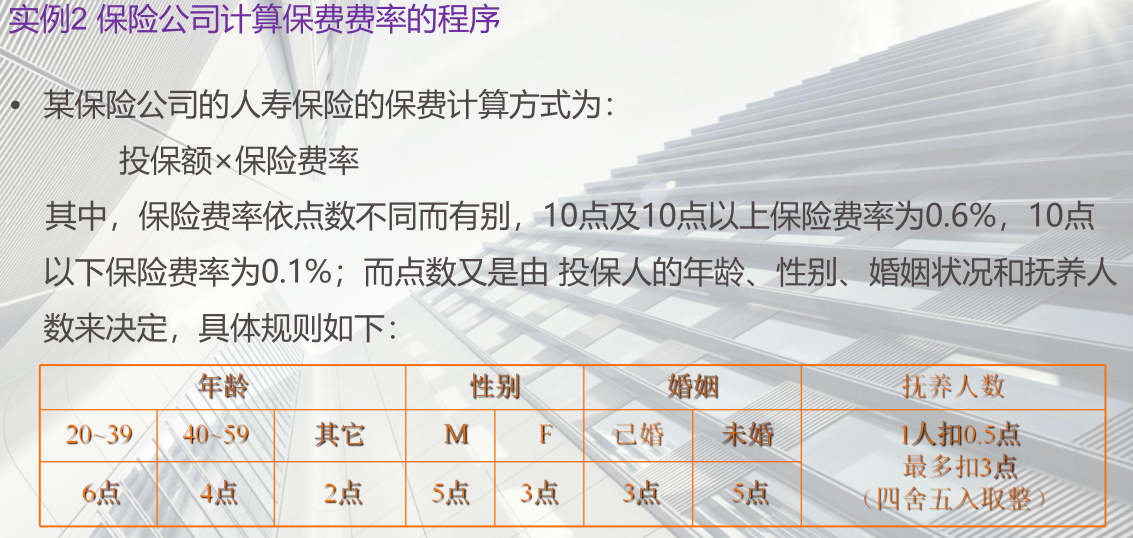 实例2 保险公司计算保费费率的程序
• 某保险公司的人寿保险的保费计算方式为：
投保额×保险费率
其中，保险费率依点数不同而有别，10点及10点以上保险费率为0.6%，10点
以下保险费率为0.1%；而点数又是由 投保人的年龄、性别、婚姻状况和抚养人
数来决定，具体规则如下：
年龄 性别 婚姻 抚养人数
20~39 40~59 其它 M F 已婚 未婚 1人扣0.5点
最多扣3点
6点 4点 2点 5点 3点 3点 5点 （四舍五入取整）